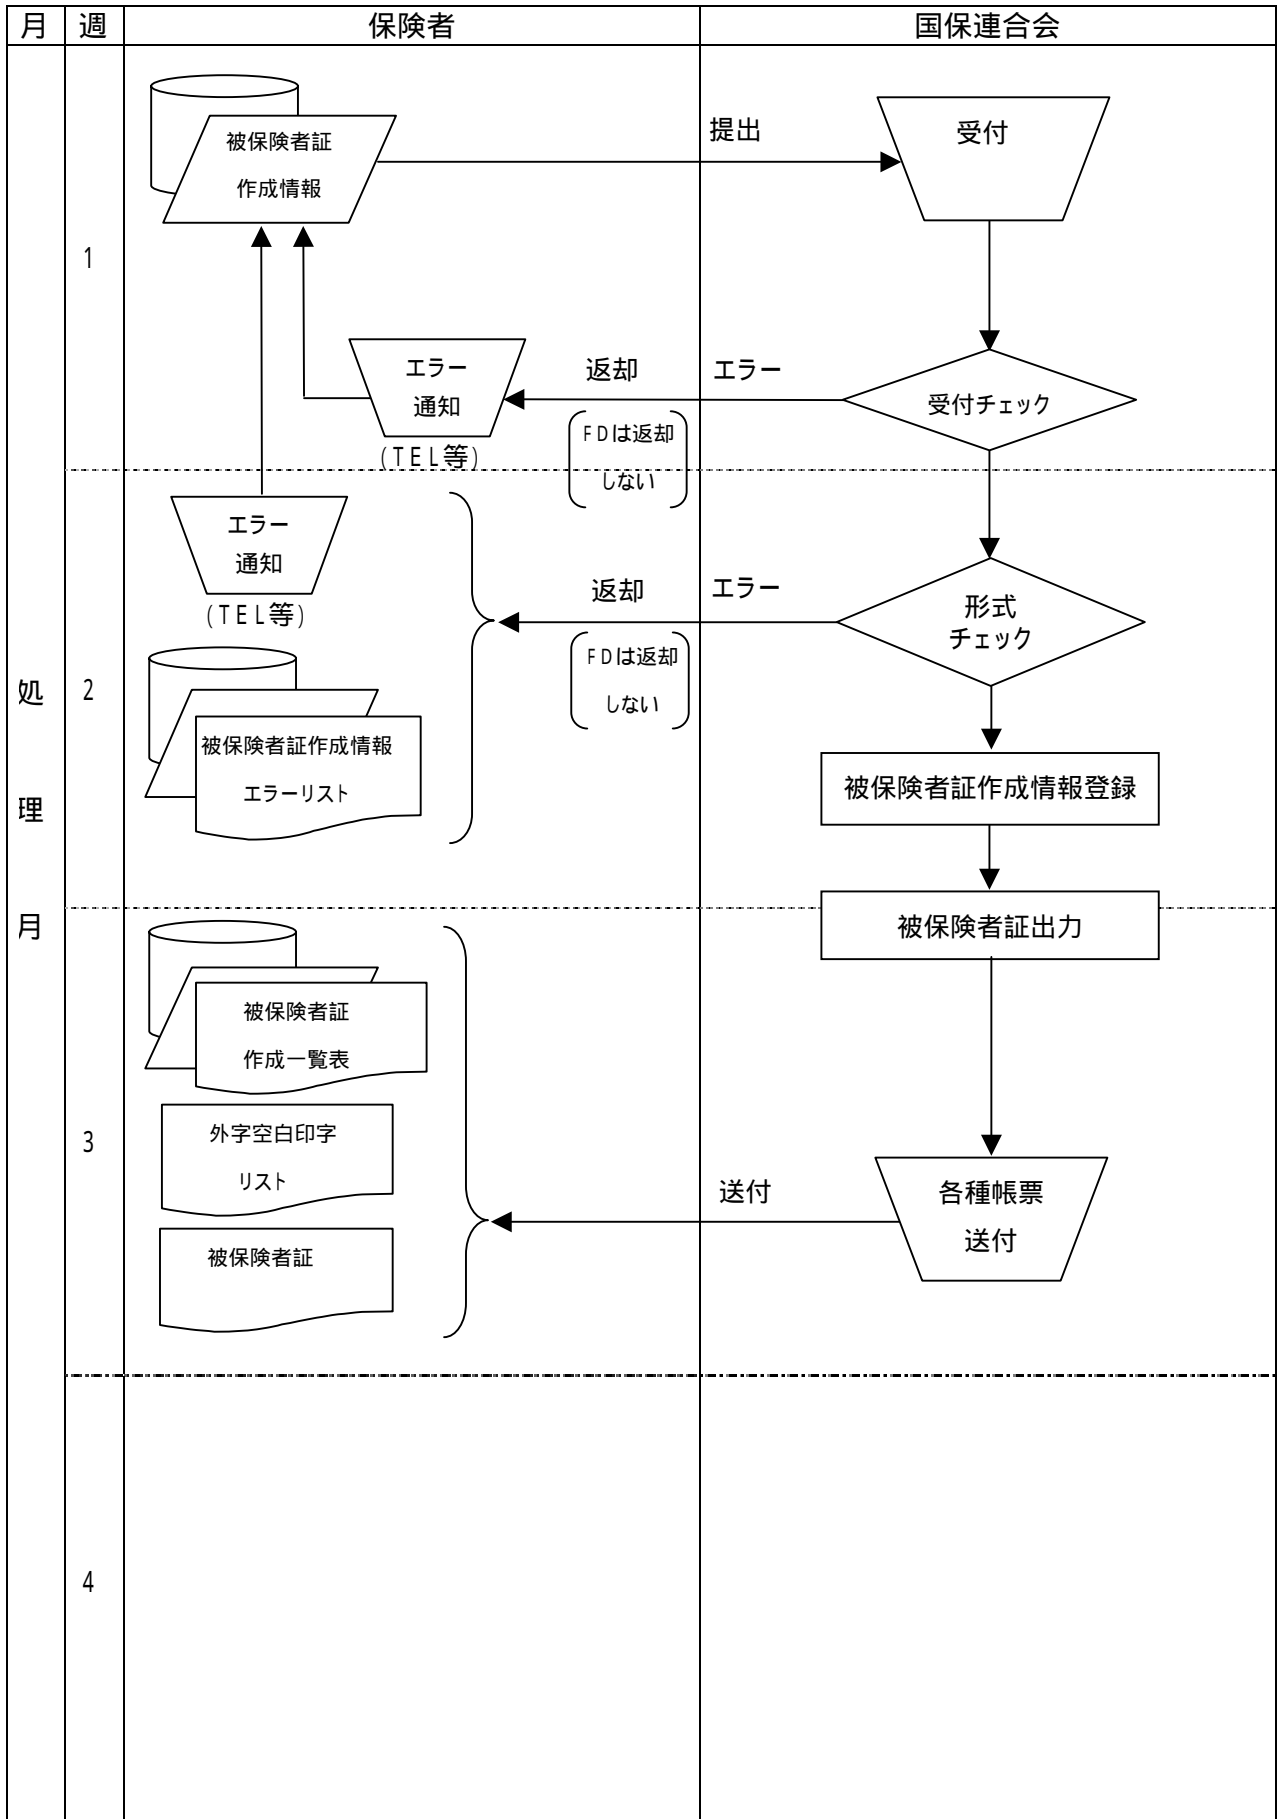 月 週 保険者 国保連合会
被保険者証
作成情報
提出
受付
1
エラー
通知
(TEL等)
返却
エラー
FDは返却
しない
受付チェック
エラー
通知
(TEL等)
返却
エラー
FDは返却
しない
形式
チェック
処
理
月
2
被保険者証作成情報
エラーリスト
被保険者証作成情報登録
被保険者証出力
被保険者証
作成一覧表
3
外字空白印字
リスト
被保険者証
送付
各種帳票
送付
4